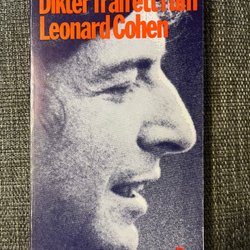 Dikter från ett rum
Leonard Cohen